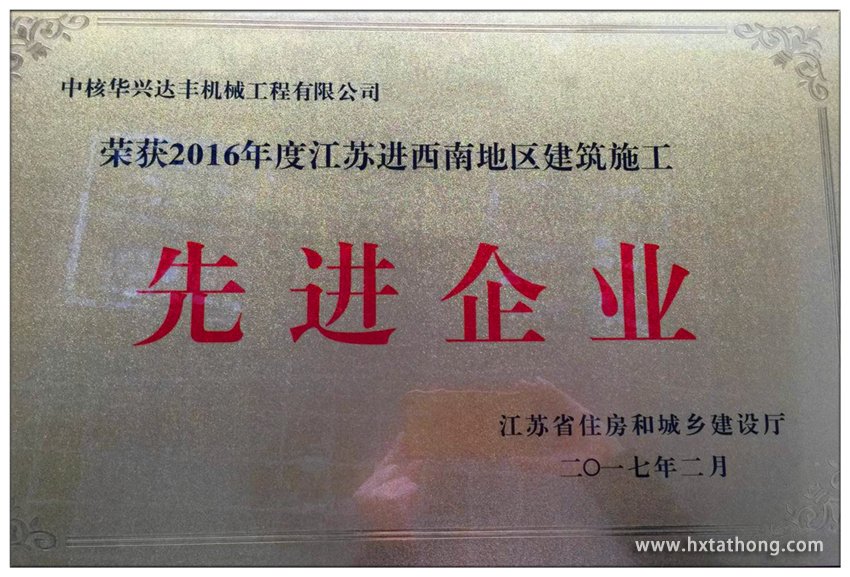 中核华兴达丰机械工程有限公司
荣获2016年度江苏进西南地区建筑施工
先进企业
江苏省住房和城乡建设厅
二〇一七年二月
www.hxtathong.com